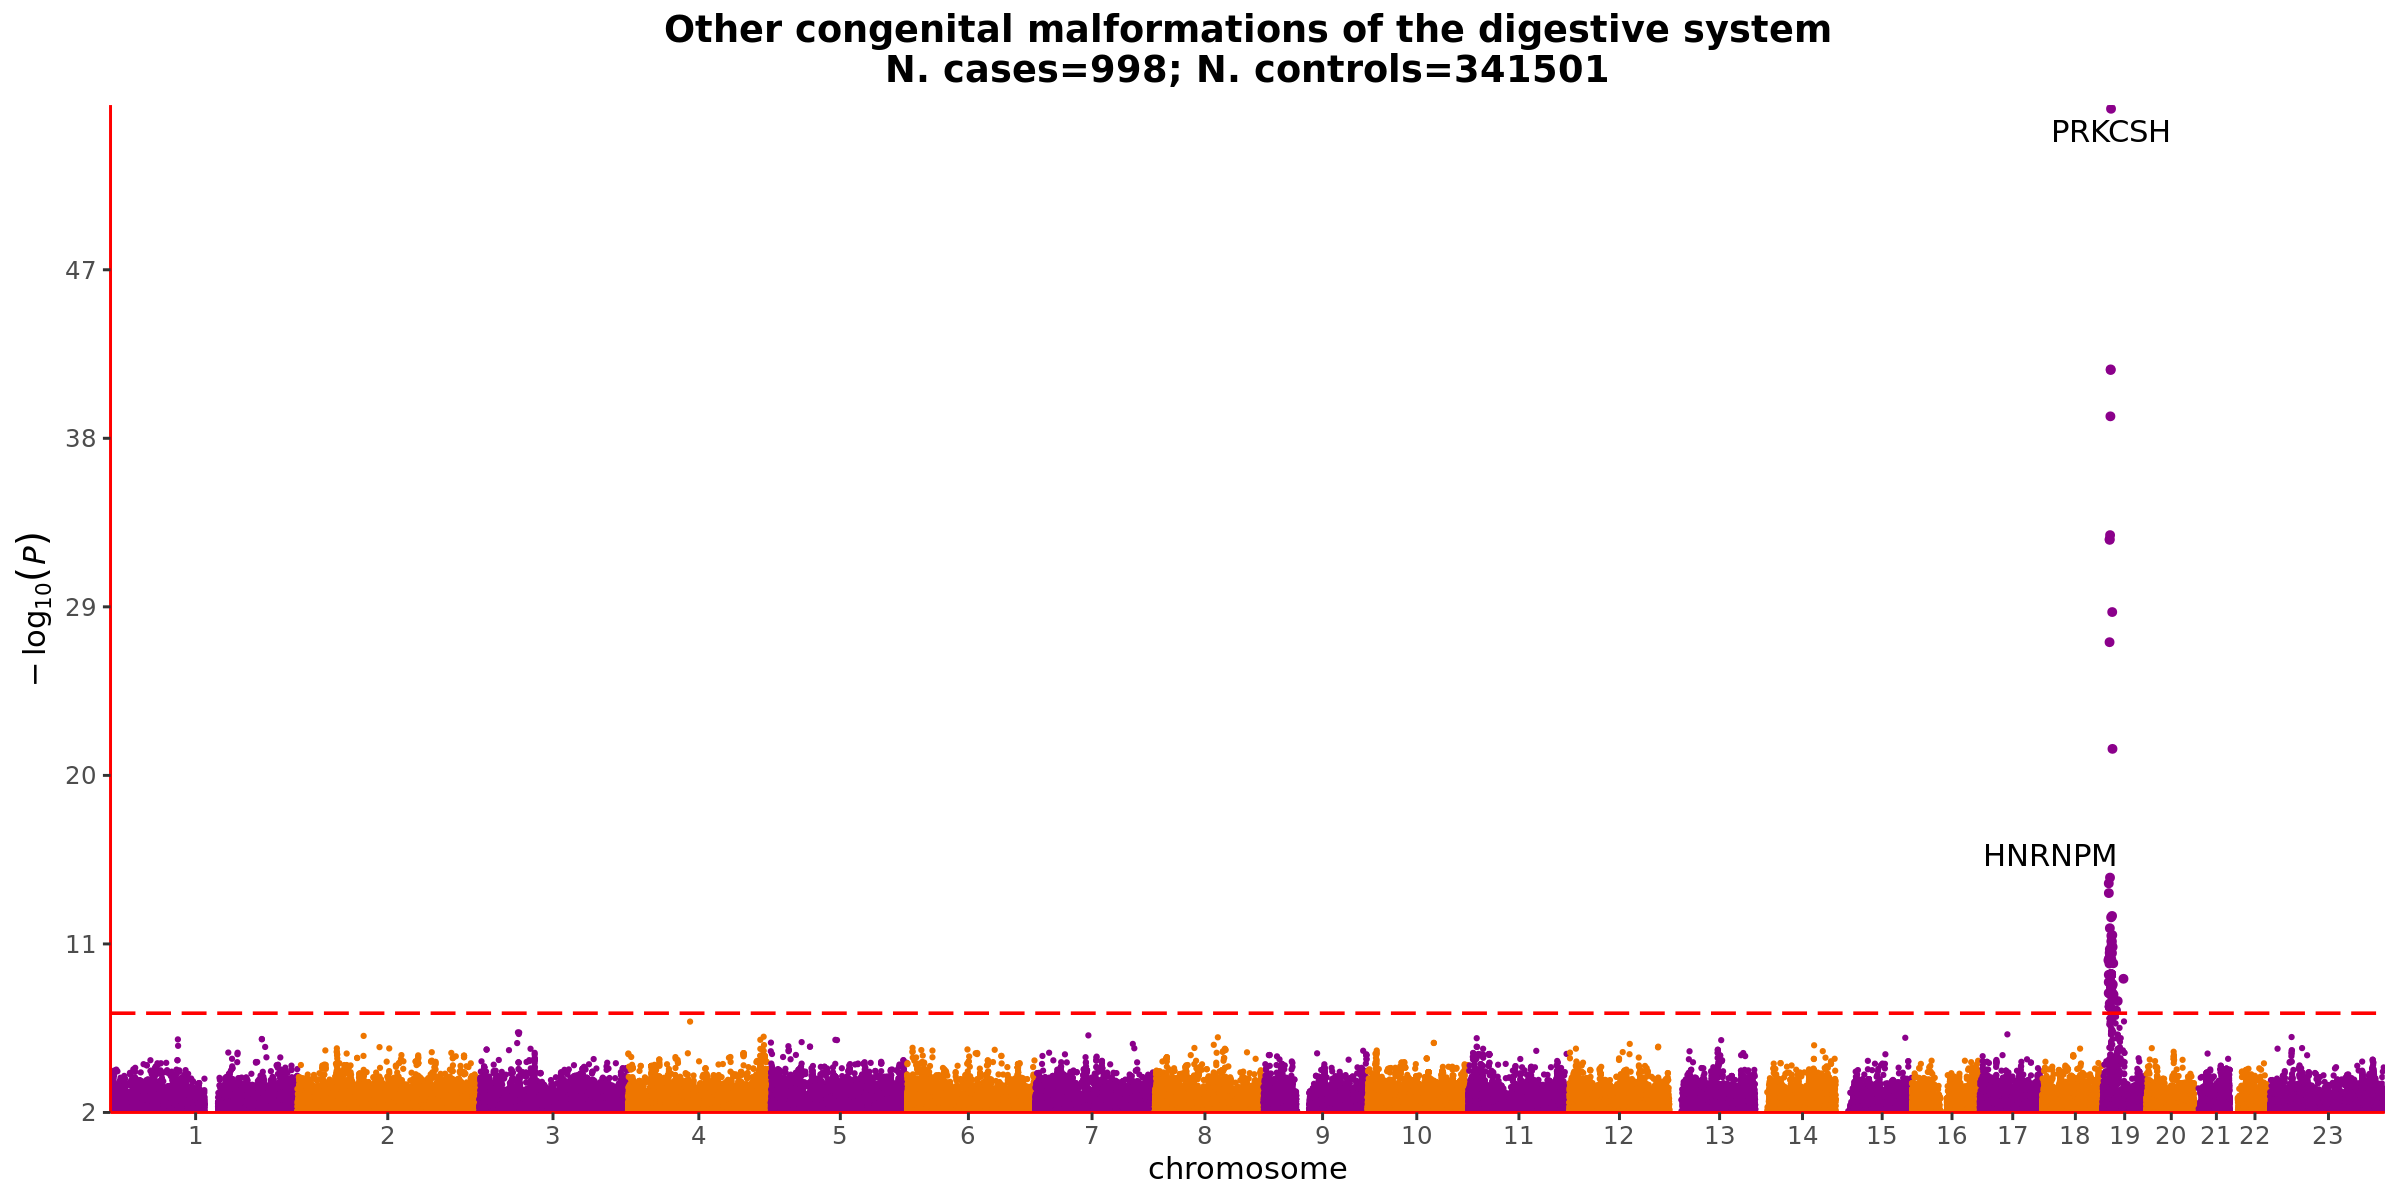 Other congenital malformations of the digestive system
N. cases=998; N. controls=341501
PRKCSH
HNRNPM
47
38
29
20
11
2
−log10(P)
1 2 3 4 5 6 7 8 9 10 11 12 13 14 15 16 17 18 19 20 21 22 23
chromosome